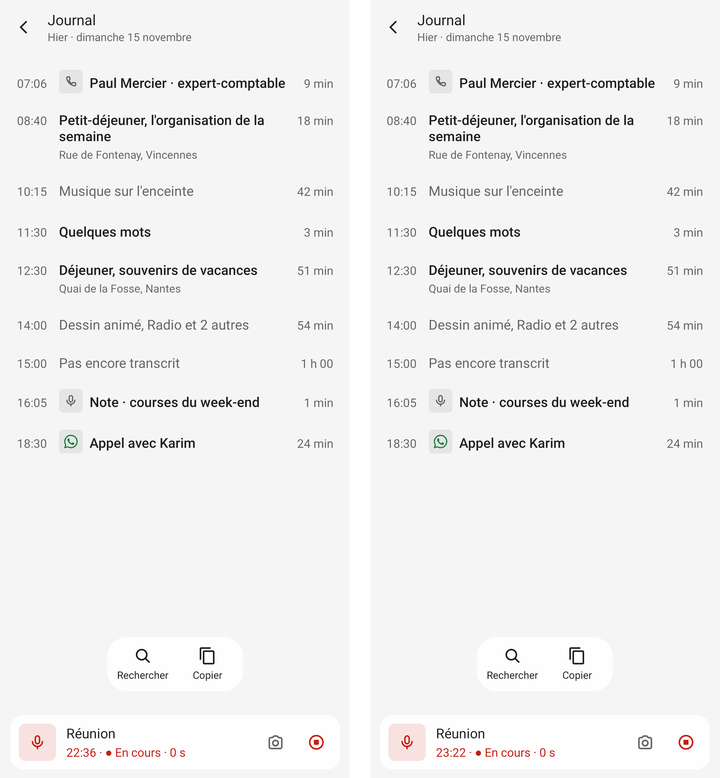 Journal
Hier · dimanche 15 novembre
07:06 Paul Mercier · expert-comptable 9 min
08:40 Petit-déjeuner, l'organisation de la semaine 18 min
Rue de Fontenay, Vincennes
10:15 Musique sur l'enceinte 42 min
11:30 Quelques mots 3 min
12:30 Déjeuner, souvenirs de vacances 51 min
Quai de la Fosse, Nantes
14:00 Dessin animé, Radio et 2 autres 54 min
15:00 Pas encore transcrit 1 h 00
16:05 Note · courses du week-end 1 min
18:30 Appel avec Karim 24 min
Rechercher Copier
Réunion
22:36 · ● En cours · 0 s
Journal
Hier · dimanche 15 novembre
07:06 Paul Mercier · expert-comptable 9 min
08:40 Petit-déjeuner, l'organisation de la semaine 18 min
Rue de Fontenay, Vincennes
10:15 Musique sur l'enceinte 42 min
11:30 Quelques mots 3 min
12:30 Déjeuner, souvenirs de vacances 51 min
Quai de la Fosse, Nantes
14:00 Dessin animé, Radio et 2 autres 54 min
15:00 Pas encore transcrit 1 h 00
16:05 Note · courses du week-end 1 min
18:30 Appel avec Karim 24 min
Rechercher Copier
Réunion
23:22 · ● En cours · 0 s